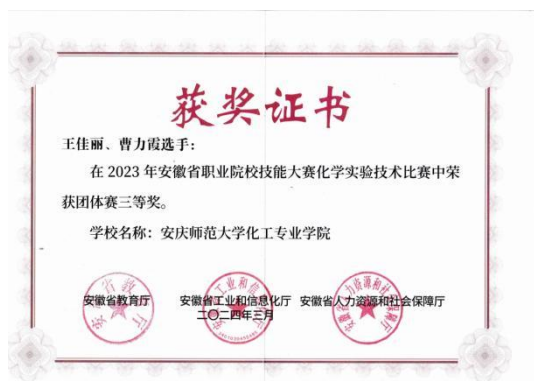 获奖证书
王佳丽、曹力霞选手：
在 2023 年安徽省职业院校技能大赛化学实验技术比赛中荣
获团体赛三等奖。
学校名称：安庆师范大学化工专业学院
安徽省教育厅 安徽省工业和信息化厅 安徽省人力资源和社会保障厅
二〇二四年三月